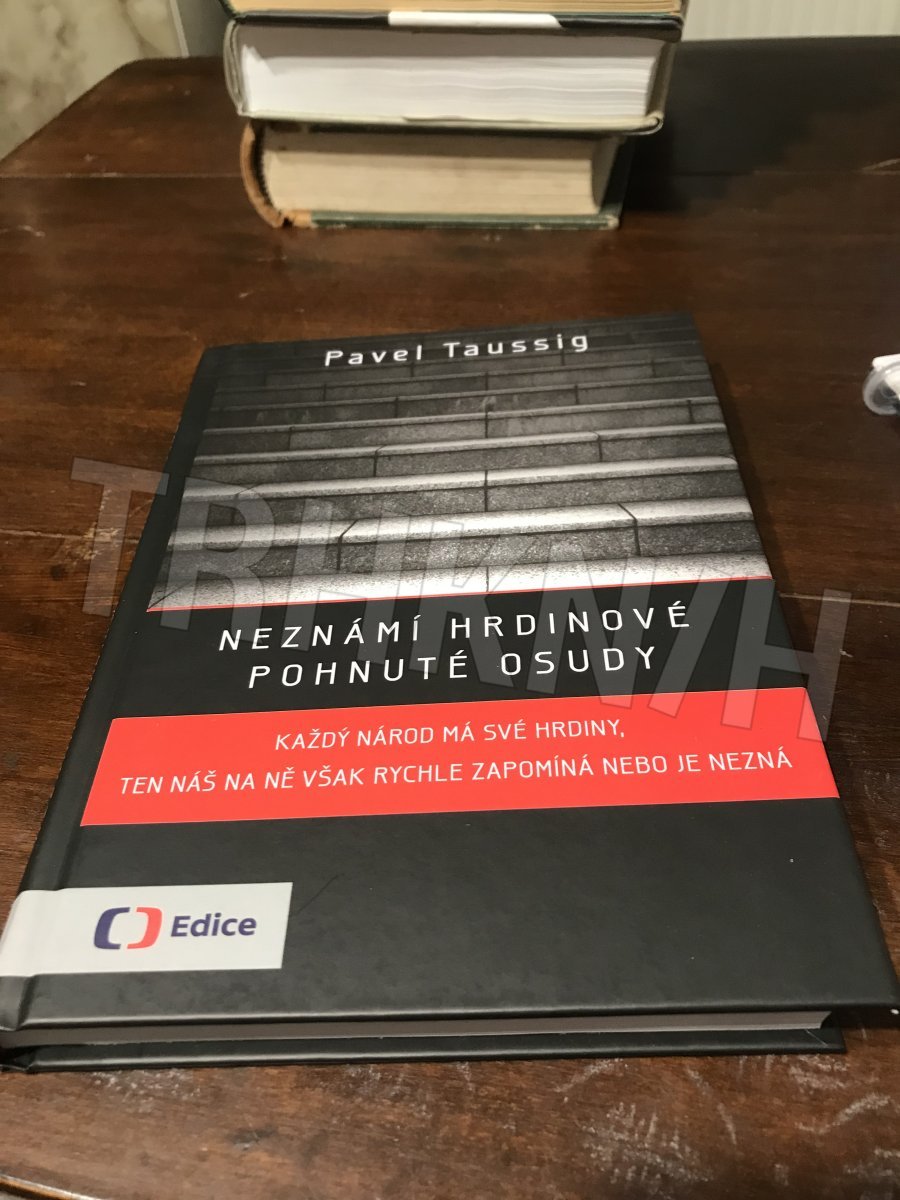 Pavel Taussig
TRHKNIH
NEZNÁMÍ HRDINOVÉ
POHNUTÉ OSUDY
KAŽDÝ NÁROD MÁ SVÉ HRDINY,
TEN NÁŠ NA NĚ VŠAK RYCHLE ZAPOMÍNÁ NEBO JE NEZNÁ
Edice